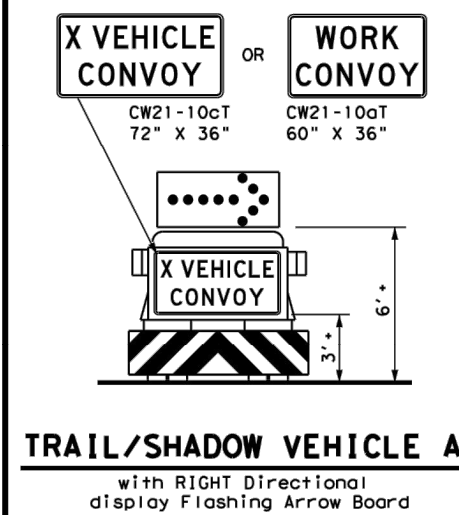 X VEHICLE
CONVOY
OR
WORK
CONVOY
CW21-10cT
72" X 36"
CW21-10aT
60" X 36"
X VEHICLE
CONVOY
6' +
3' +
TRAIL/SHADOW VEHICLE A
with RIGHT Directional
display Flashing Arrow Board